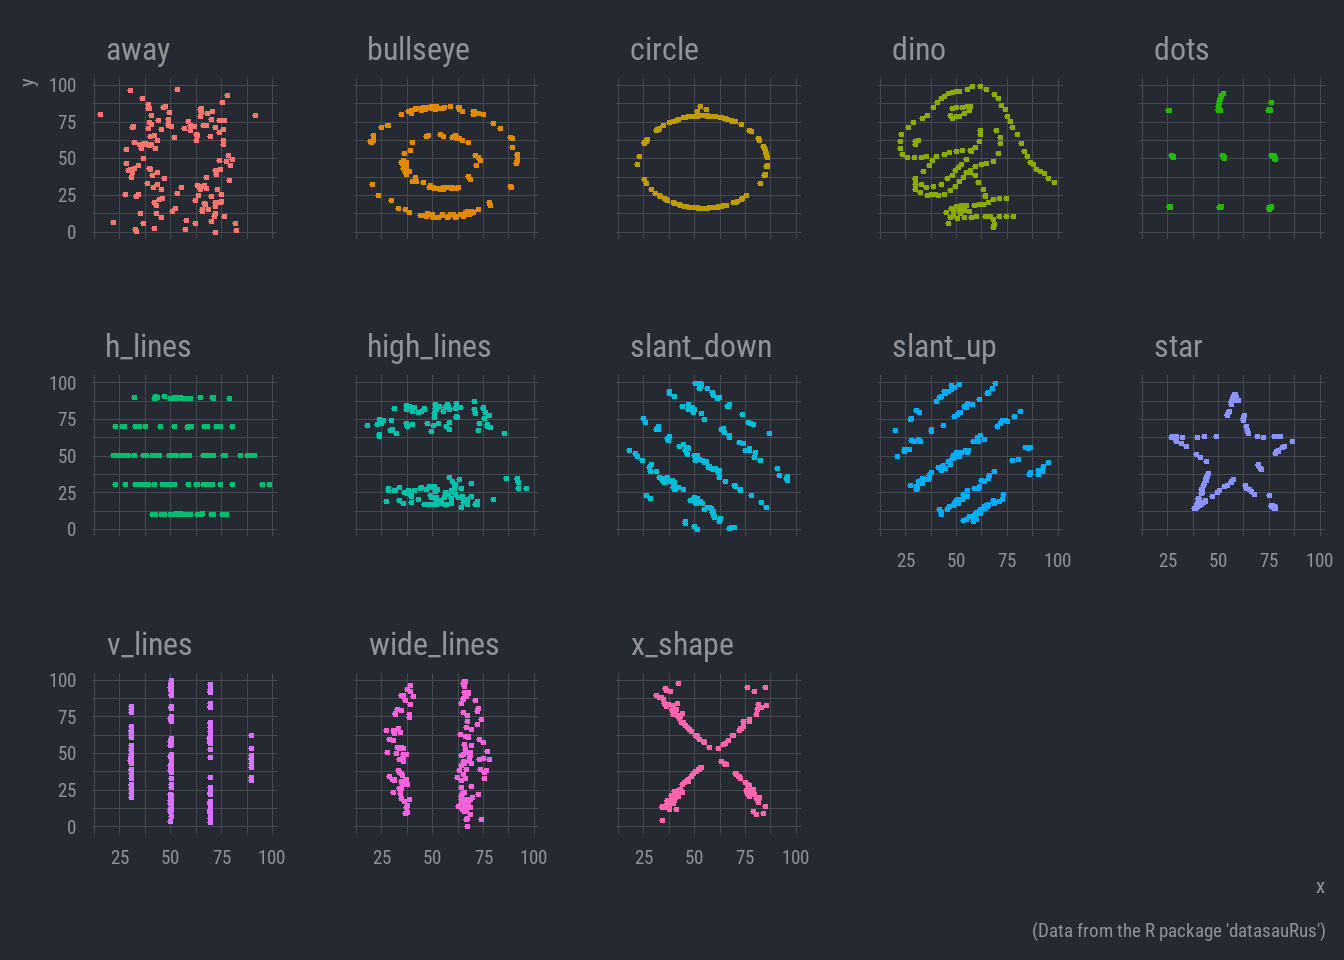 away bullseye circle dino dots
y
100
75
50
25
0
h_lines high_lines slant_down slant_up star
100
75
50
25
0
25 50 75 100 25 50 75 100
v_lines wide_lines x_shape
100
75
50
25
0
25 50 75 100 25 50 75 100 25 50 75 100
x
(Data from the R package 'datasauRus')